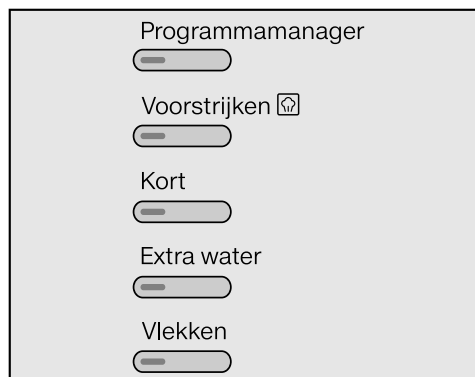 Programmamanager
Voorstrijken
Kort
Extra water
Vlekken